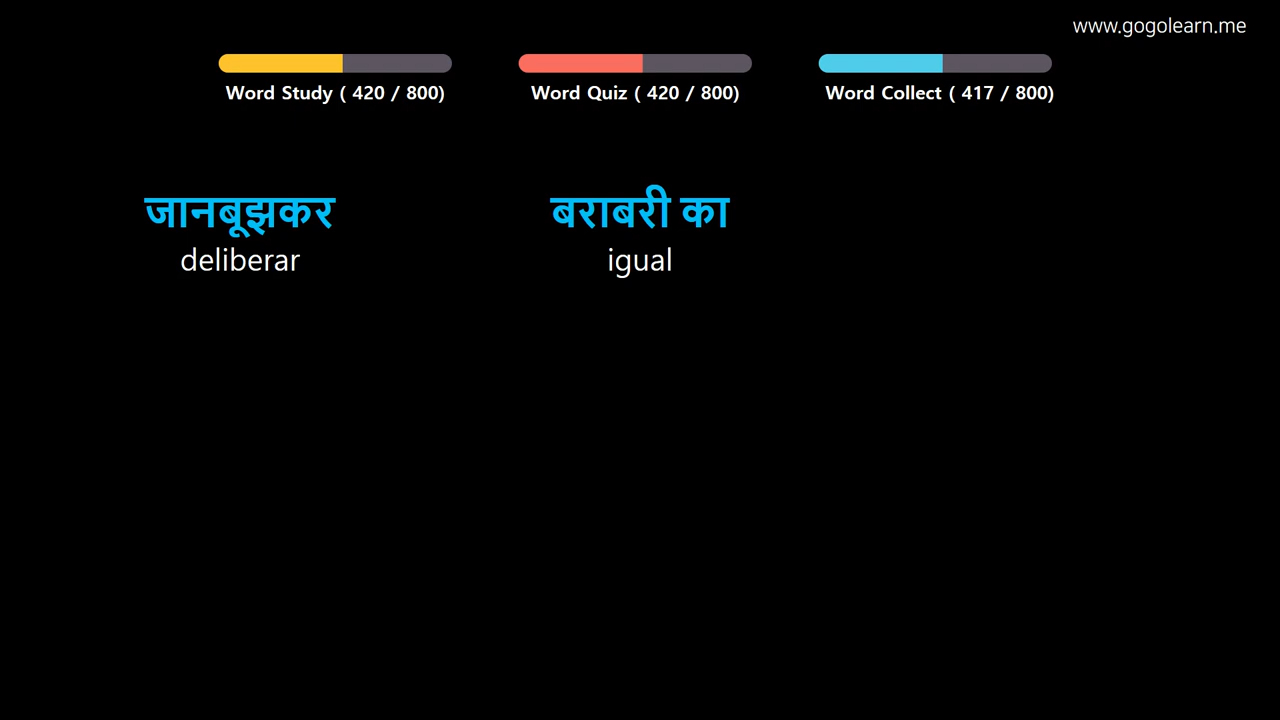 www.gogolearn.me
Word Study ( 420 / 800)
Word Quiz ( 420 / 800)
Word Collect ( 417 / 800)
जानबूझकर
deliberar
बराबरी का
igual